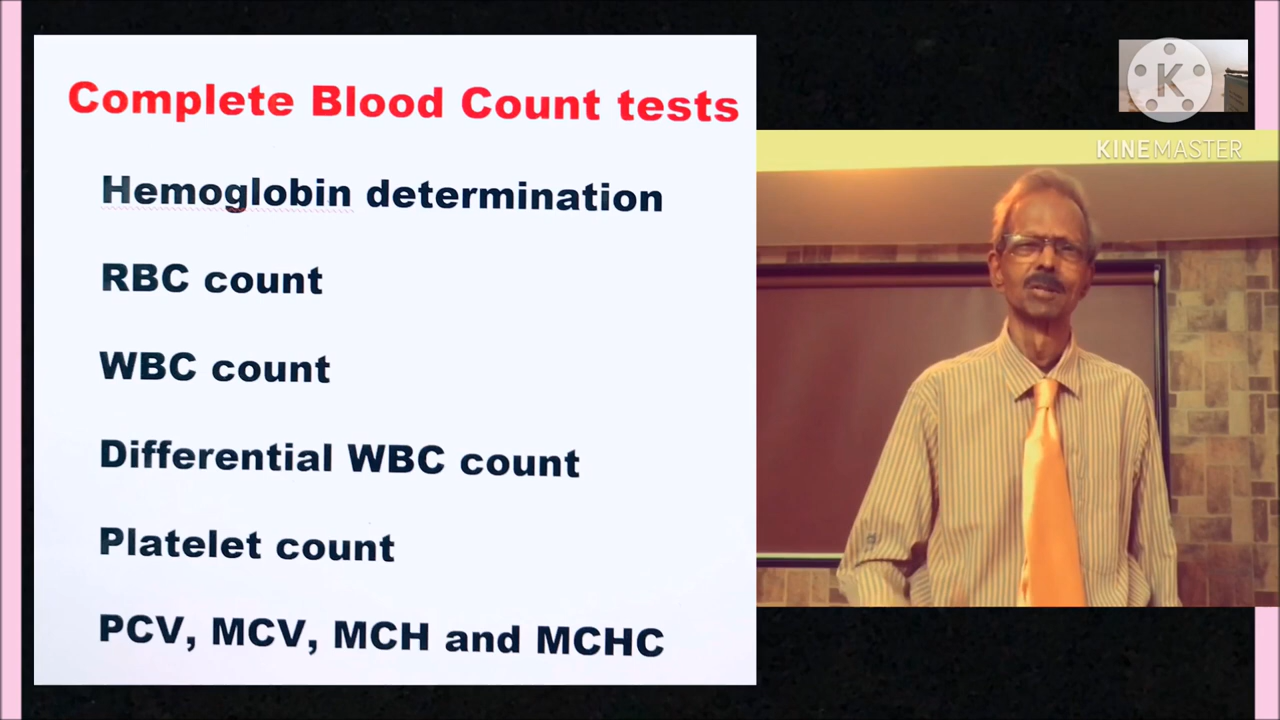 Complete Blood Count tests
Hemoglobin determination
RBC count
WBC count
Differential WBC count
Platelet count
PCV, MCV, MCH and MCHC
K
KINEMASTER